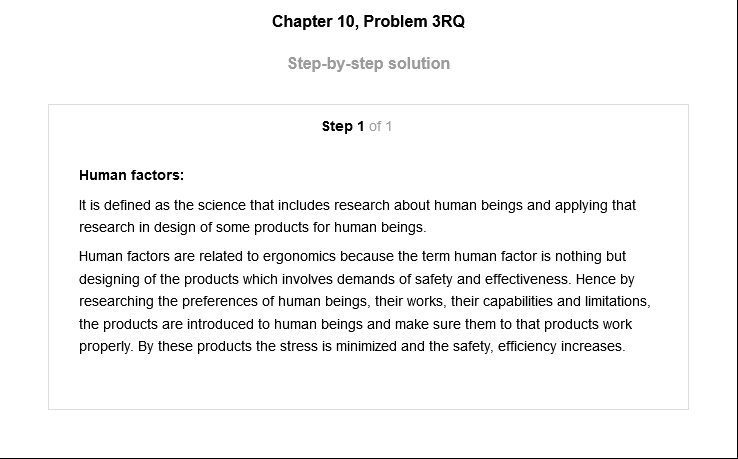 Chapter 10, Problem 3RQ
Step-by-step solution
Step 1 of 1
Human factors:
It is defined as the science that includes research about human beings and applying that
research in design of some products for human beings.
Human factors are related to ergonomics because the term human factor is nothing but
designing of the products which involves demands of safety and effectiveness. Hence by
researching the preferences of human beings, their works, their capabilities and limitations,
the products are introduced to human beings and make sure them to that products work
properly. By these products the stress is minimized and the safety, efficiency increases.